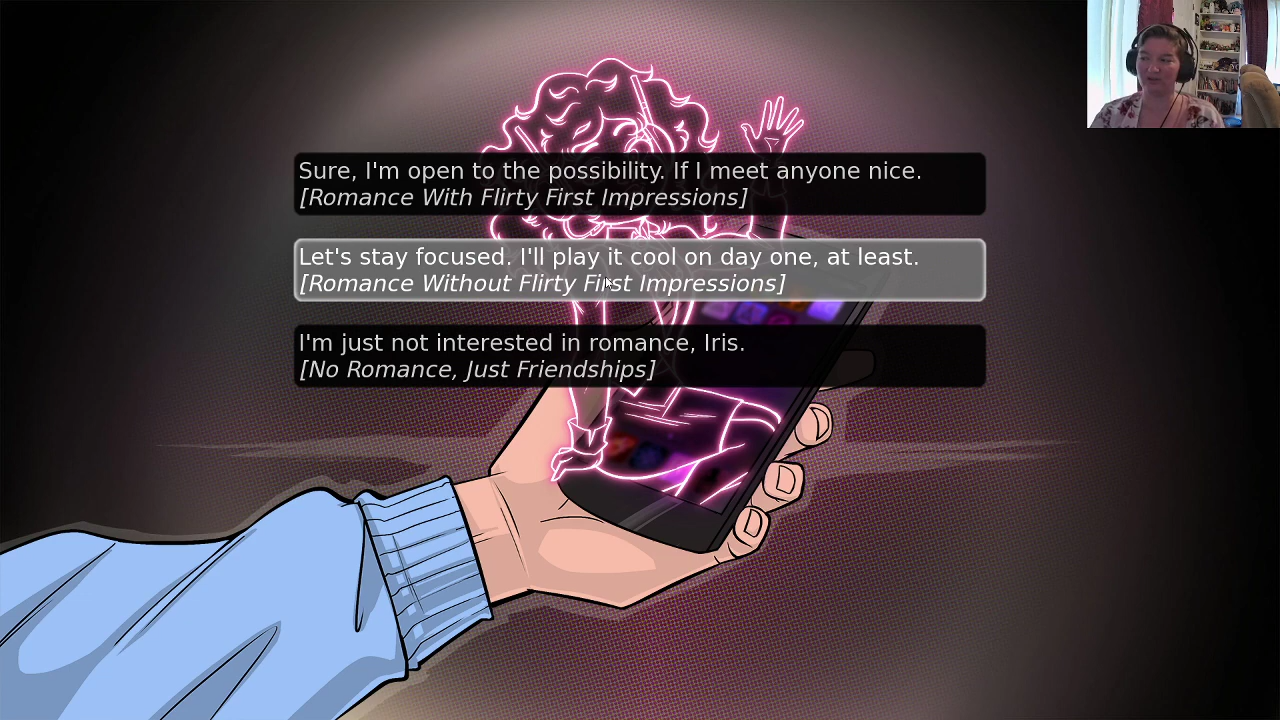 Sure, I'm open to the possibility. If I meet anyone nice.
[Romance With Flirty First Impressions]
Let's stay focused. I'll play it cool on day one, at least.
[Romance Without Flirty First Impressions]
I'm just not interested in romance, Iris.
[No Romance, Just Friendships]